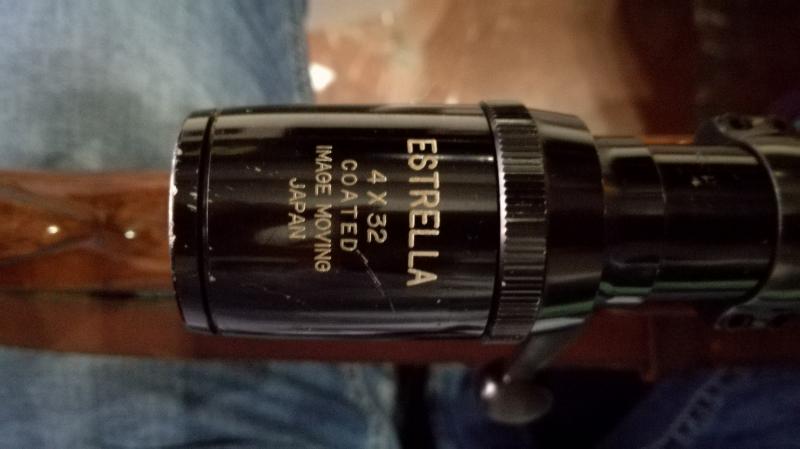 ESTRELLA
4 X 32
COATED
IMAGE MOVING
JAPAN